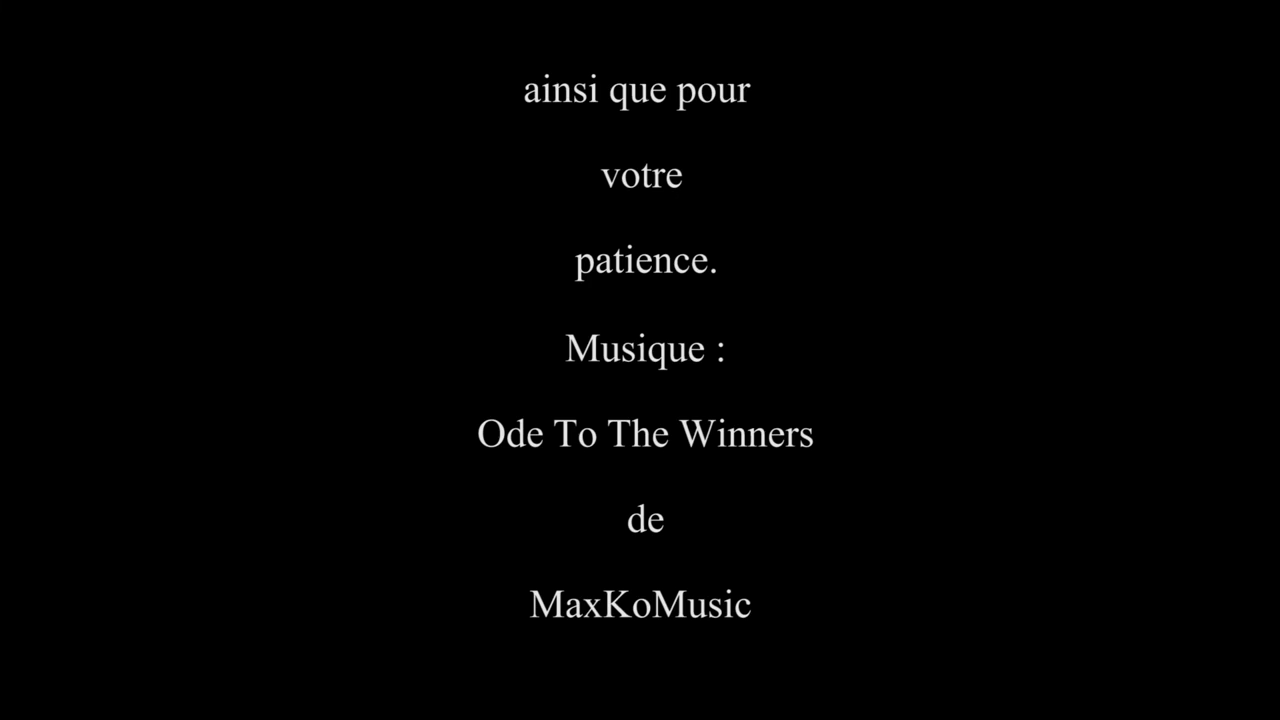 ainsi que pour
votre
patience.
Musique :
Ode To The Winners
de
MaxKoMusic